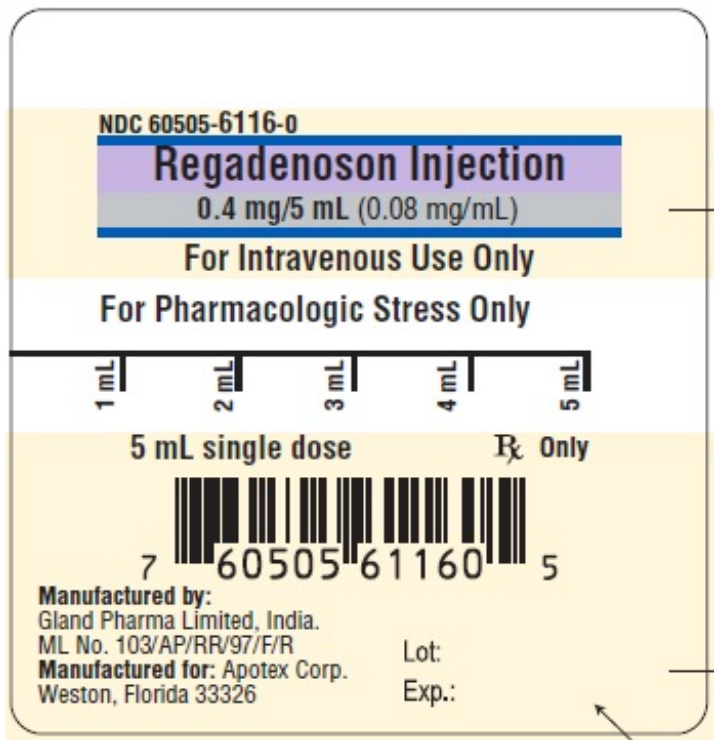 NDC 60505-6116-0
Regadenoson Injection
0.4 mg/5 mL (0.08 mg/mL)
For Intravenous Use Only
For Pharmacologic Stress Only
1 mL
2 mL
3 mL
4 mL
5 mL
5 mL single dose
℞ Only
7 60505 61160 5
Manufactured by:
Gland Pharma Limited, India.
ML No. 103/AP/RR/97/F/R
Manufactured for: Apotex Corp.
Weston, Florida 33326
Lot:
Exp.: